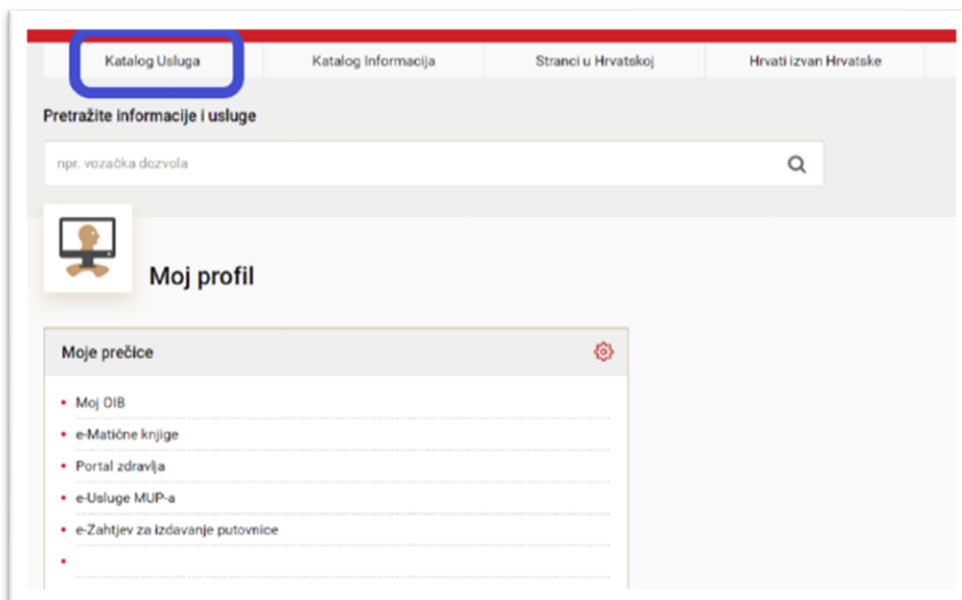 Katalog Usluga Katalog Informacija Stranci u Hrvatskoj Hrvati izvan Hrvatske
Pretražite informacije i usluge
npr. vozačka dozvola
Moj profil
Moje prečice
Moj OIB
e-Matične knjige
Portal zdravlja
e-Usluge MUP-a
e-Zahtjev za izdavanje putovnice